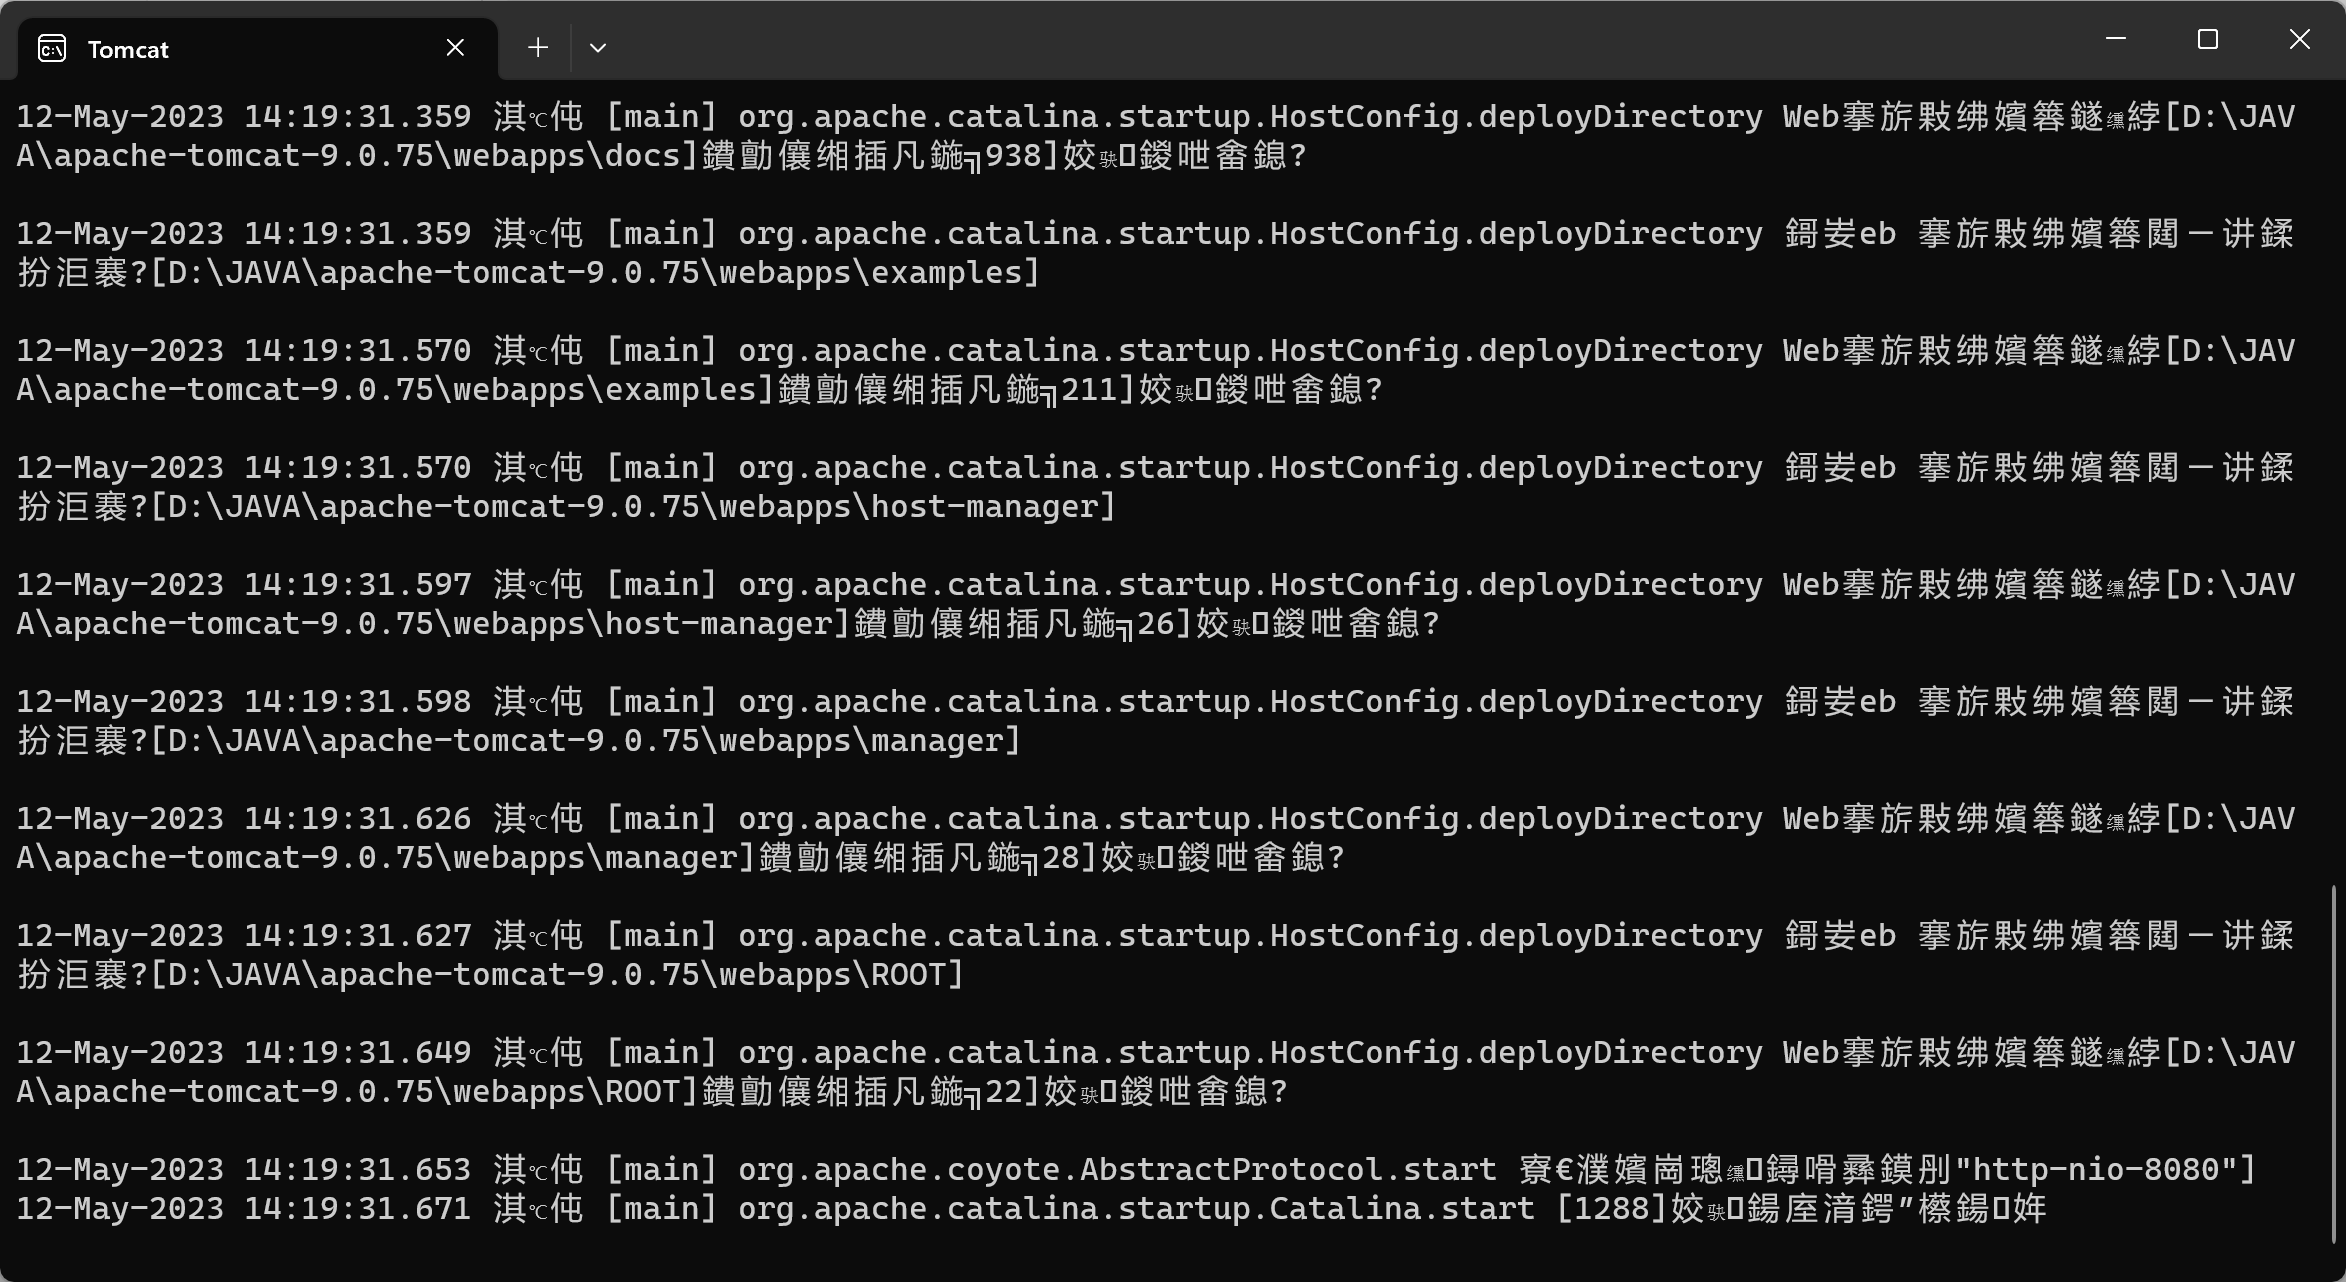 Tomcat
12-May-2023 14:19:31.359 淇℃伅 [main] org.apache.catalina.startup.HostConfig.deployDirectory Web搴旂敤绋嬪簭鐩綍[D:\JAV
A\apache-tomcat-9.0.75\webapps\docs]鐨勯儴缃插凡鍦╗938]姣鍐呭畬鎴?
12-May-2023 14:19:31.359 淇℃伅 [main] org.apache.catalina.startup.HostConfig.deployDirectory 鎶妛eb 搴旂敤绋嬪簭閮ㄧ讲鍒
扮洰褰?[D:\JAVA\apache-tomcat-9.0.75\webapps\examples]
12-May-2023 14:19:31.570 淇℃伅 [main] org.apache.catalina.startup.HostConfig.deployDirectory Web搴旂敤绋嬪簭鐩綍[D:\JAV
A\apache-tomcat-9.0.75\webapps\examples]鐨勯儴缃插凡鍦╗211]姣鍐呭畬鎴?
12-May-2023 14:19:31.570 淇℃伅 [main] org.apache.catalina.startup.HostConfig.deployDirectory 鎶妛eb 搴旂敤绋嬪簭閮ㄧ讲鍒
扮洰褰?[D:\JAVA\apache-tomcat-9.0.75\webapps\host-manager]
12-May-2023 14:19:31.597 淇℃伅 [main] org.apache.catalina.startup.HostConfig.deployDirectory Web搴旂敤绋嬪簭鐩綍[D:\JAV
A\apache-tomcat-9.0.75\webapps\host-manager]鐨勯儴缃插凡鍦╗26]姣鍐呭畬鎴?
12-May-2023 14:19:31.598 淇℃伅 [main] org.apache.catalina.startup.HostConfig.deployDirectory 鎶妛eb 搴旂敤绋嬪簭閮ㄧ讲鍒
扮洰褰?[D:\JAVA\apache-tomcat-9.0.75\webapps\manager]
12-May-2023 14:19:31.626 淇℃伅 [main] org.apache.catalina.startup.HostConfig.deployDirectory Web搴旂敤绋嬪簭鐩綍[D:\JAV
A\apache-tomcat-9.0.75\webapps\manager]鐨勯儴缃插凡鍦╗28]姣鍐呭畬鎴?
12-May-2023 14:19:31.627 淇℃伅 [main] org.apache.catalina.startup.HostConfig.deployDirectory 鎶妛eb 搴旂敤绋嬪簭閮ㄧ讲鍒
扮洰褰?[D:\JAVA\apache-tomcat-9.0.75\webapps\ROOT]
12-May-2023 14:19:31.649 淇℃伅 [main] org.apache.catalina.startup.HostConfig.deployDirectory Web搴旂敤绋嬪簭鐩綍[D:\JAV
A\apache-tomcat-9.0.75\webapps\ROOT]鐨勯儴缃插凡鍦╗22]姣鍐呭畬鎴?
12-May-2023 14:19:31.653 淇℃伅 [main] org.apache.coyote.AbstractProtocol.start 寮€濮嬪崗璁鐞嗗彞鏌刐"http-nio-8080"]
12-May-2023 14:19:31.671 淇℃伅 [main] org.apache.catalina.startup.Catalina.start [1288]姣鍚庢湇鍔″櫒鍚姩